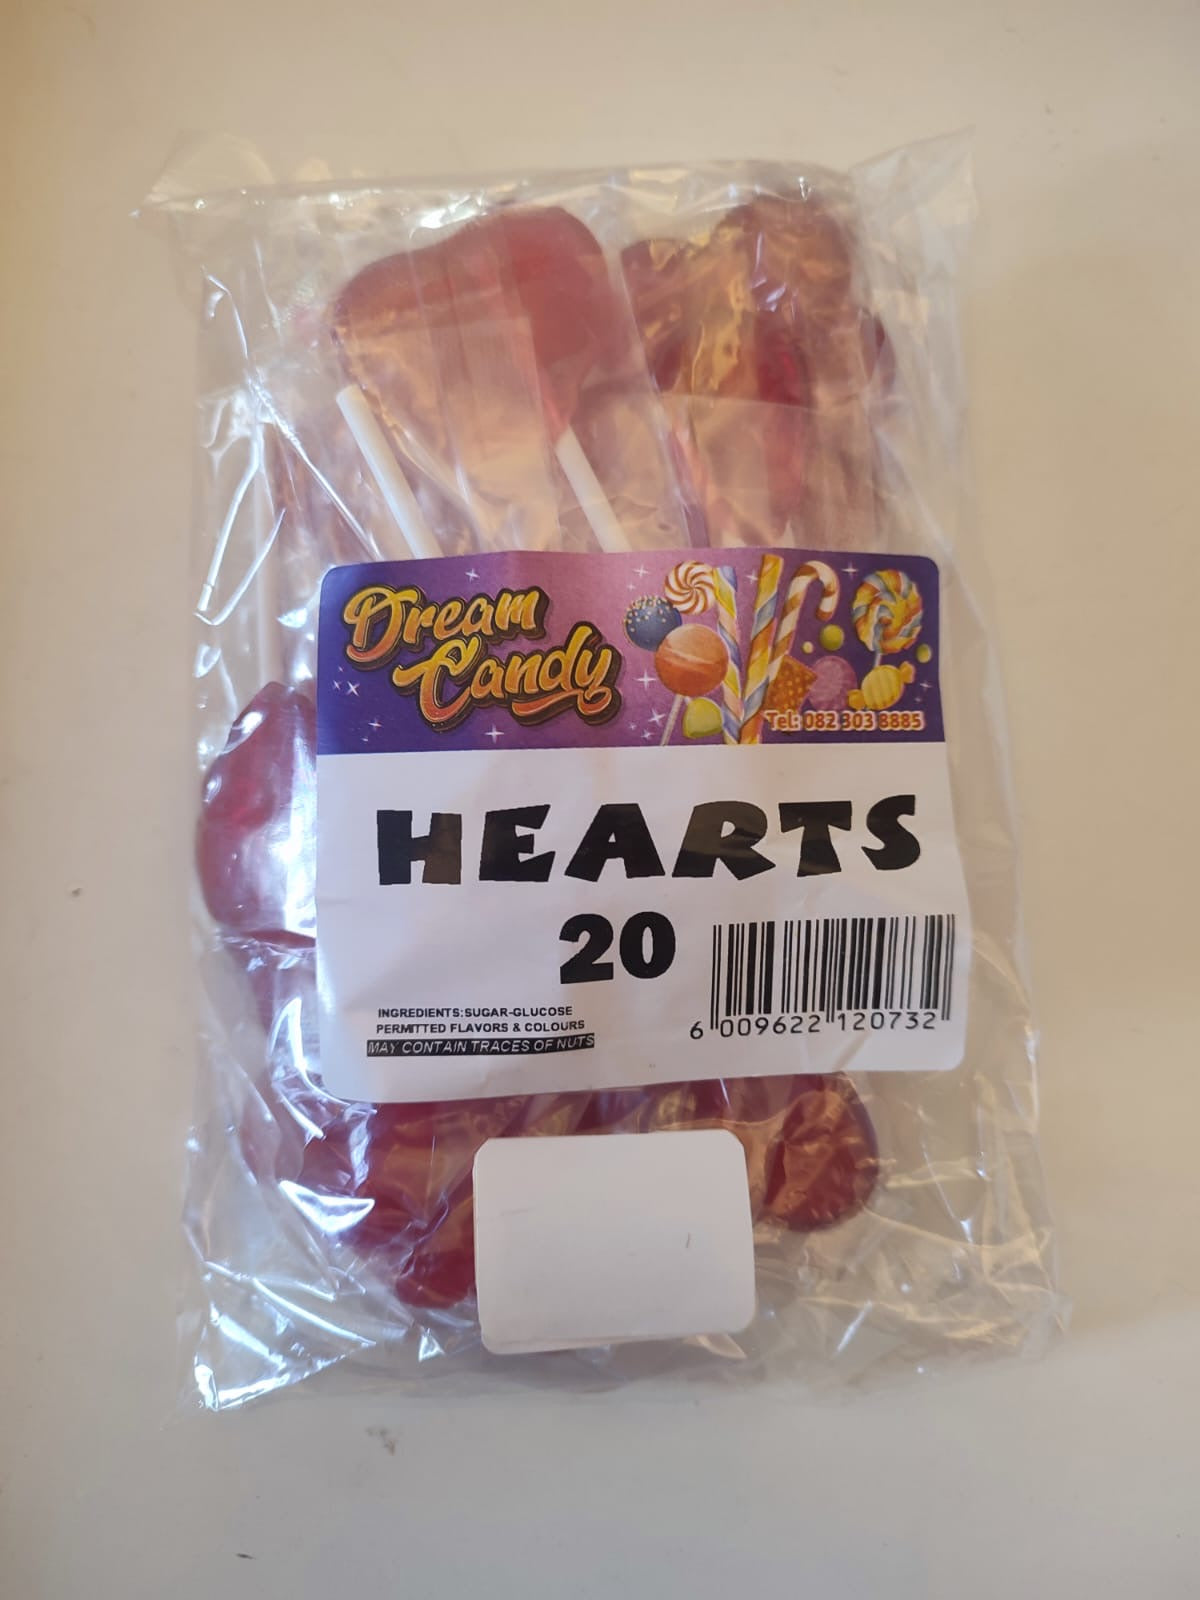 Dream
Candy
Tel: 082 303 8885
HEARTS
20
INGREDIENTS:SUGAR-GLUCOSE
PERMITTED FLAVORS & COLOURS
MAY CONTAIN TRACES OF NUTS
6 009622 120732